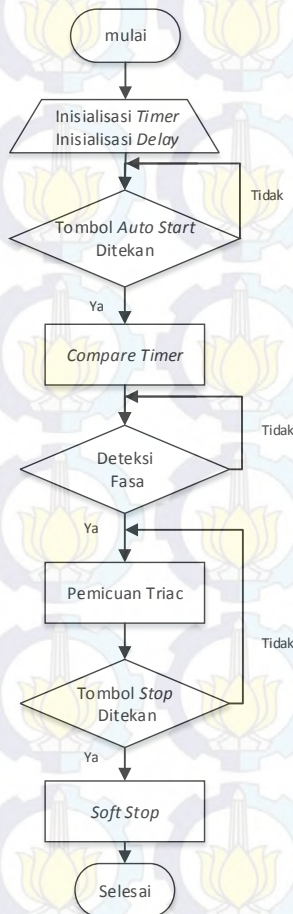 mulai
Inisialisasi Timer
Inisialisasi Delay
Tidak
Tombol Auto Start
Ditekan
Ya
Compare Timer
Tidak
Deteksi
Fasa
Ya
Pemicuan Triac
Tidak
Tombol Stop
Ditekan
Ya
Soft Stop
Selesai